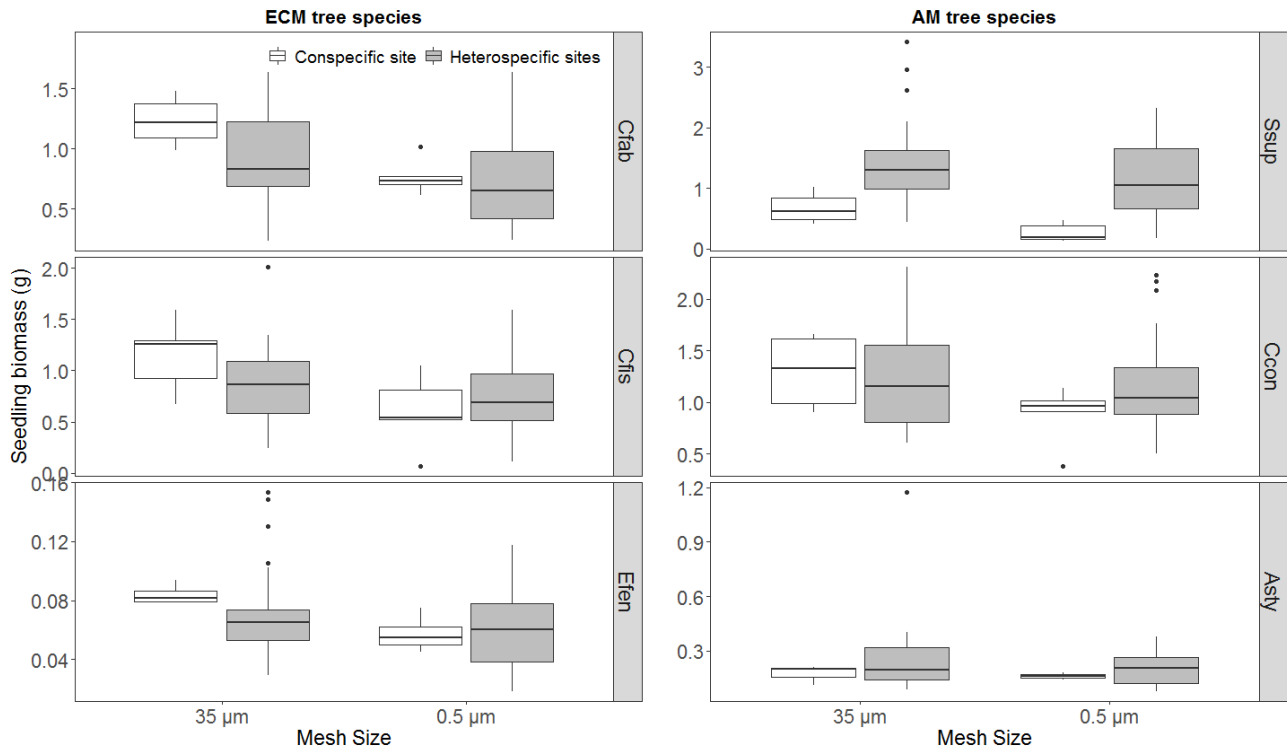 ECM tree species
AM tree species
Conspecific site
Heterospecific sites
Seedling biomass (g)
1.5
1.0
0.5
Cfab
2.0
1.5
1.0
0.5
0.0
Cfis
0.16
0.12
0.08
0.04
Efen
35 µm
0.5 µm
Mesh Size
3
2
1
0
Ssup
2.0
1.5
1.0
0.5
Ccon
1.2
0.9
0.6
0.3
Asty
35 µm
0.5 µm
Mesh Size